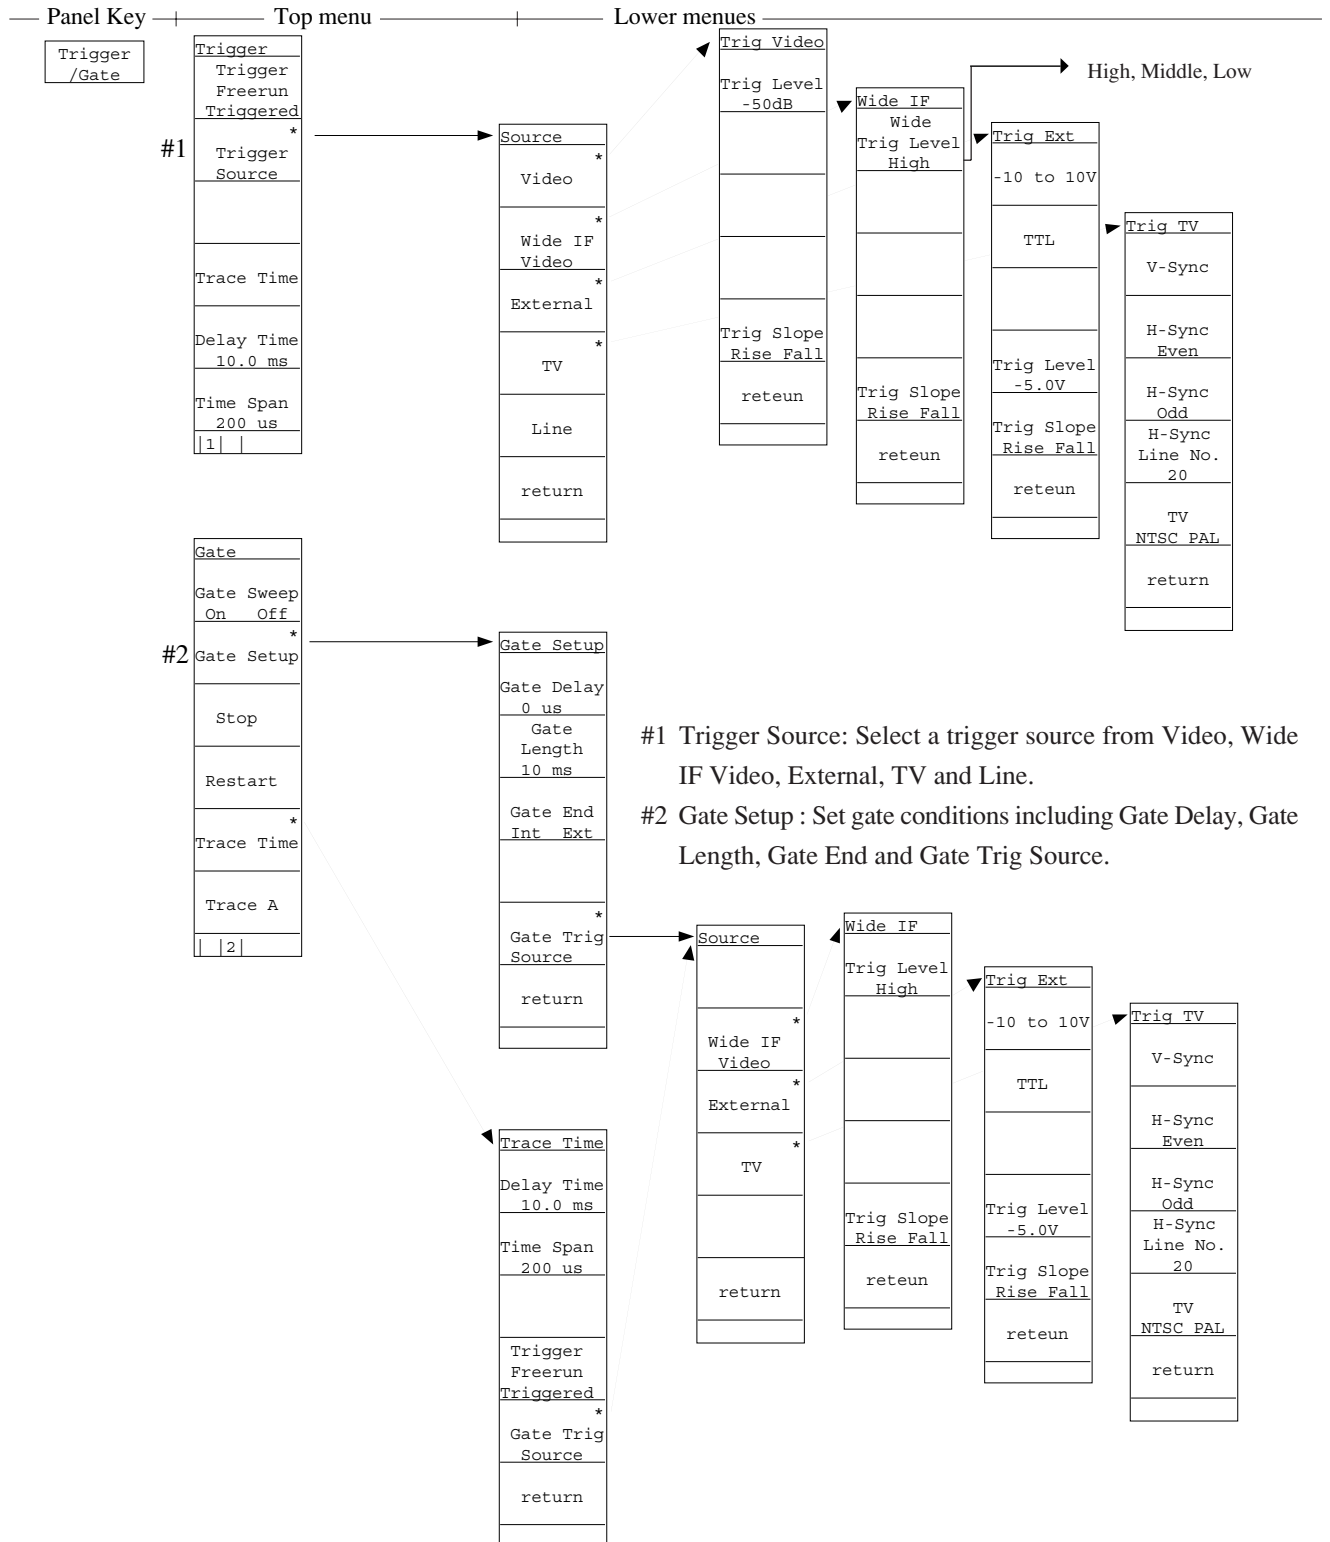 Panel Key
Top menu
Lower menues
Trigger
/Gate
Trigger
Trigger
Freerun
Triggered
*
#1
Trigger
Source
Trace Time
Delay Time
10.0 ms
Time Span
200 us
|1| |
Source
*
Video
*
Wide IF
Video
*
External
*
TV
Line
return
Trig Video
Trig Level
-50dB
Trig Slope
Rise Fall
reteun
Wide IF
Wide
Trig Level
High
Trig Slope
Rise Fall
reteun
High, Middle, Low
Trig Ext
-10 to 10V
TTL
Trig Level
-5.0V
Trig Slope
Rise Fall
reteun
Trig TV
V-Sync
H-Sync
Even
H-Sync
Odd
H-Sync
Line No.
20
TV
NTSC PAL
return
Gate
Gate Sweep
On Off
*
#2
Gate Setup
Stop
Restart
*
Trace Time
Trace A
| |2|
Gate Setup
Gate Delay
0 us
Gate
Length
10 ms
Gate End
Int Ext
*
Gate Trig
Source
return
#1 Trigger Source: Select a trigger source from Video, Wide
IF Video, External, TV and Line.
#2 Gate Setup : Set gate conditions including Gate Delay, Gate
Length, Gate End and Gate Trig Source.
Source
*
Wide IF
Video
*
External
*
TV
return
Wide IF
Trig Level
High
Trig Slope
Rise Fall
reteun
Trig Ext
-10 to 10V
TTL
Trig Level
-5.0V
Trig Slope
Rise Fall
reteun
Trig TV
V-Sync
H-Sync
Even
H-Sync
Odd
H-Sync
Line No.
20
TV
NTSC PAL
return
Trace Time
Delay Time
10.0 ms
Time Span
200 us
Trigger
Freerun
Triggered
*
Gate Trig
Source
return